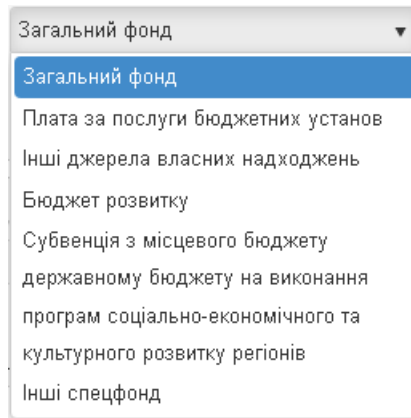 Загальний фонд
Загальний фонд
Плата за послуги бюджетних установ
Інші джерела власних надходжень
Бюджет розвитку
Субвенція з місцевого бюджету
державному бюджету на виконання
програм соціально-економічного та
культурного розвитку регіонів
Інші спецфонд